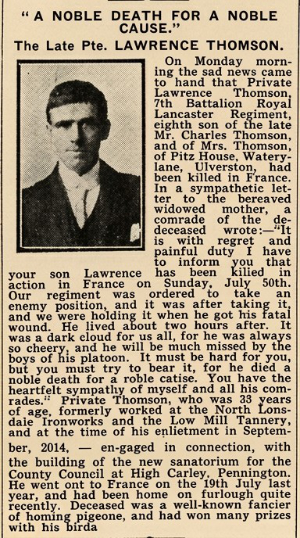 “ A NOBLE DEATH FOR A NOBLE
CAUSE.”
The Late Pte. LAWRENCE THOMSON.
On Monday morn-
ing the sad news came
to hand that Private
Lawrence Thomson,
7th Battalion Royal
Lancaster Regiment,
eighth son of the late
Mr. Charles Thomson,
and of Mrs. Thomson,
of Pitz House, Watery-
lane, Ulverston, had
been killed in France.
In a sympathetic let-
ter to the bereaved
widowed mother, a
comrade of the de-
deceased wrote:—“It
is with regret and
painful duty I have
to inform you that
your son Lawrence has been killed in
action in France on Sunday, July 50th.
Our regiment was ordered to take an
enemy position, and it was after taking it,
and we were holding it when he got his fatal
wound. He lived about two hours after. It
was a dark cloud for us all, for he was always
so cheery, and he will be much missed by the
boys of his platoon. It must be hard for you,
but you must try to bear it, for he died a
noble death for a roble catise. You have the
heartfelt sympathy of myself and all his com-
rades.” Private Thomson, who was 33 years
of age, formerly worked at the North Lons-
daie Ironworks and the Low Mill Tannery,
and at the time of his enlietment in Septem-
ber, 2014, — en-gaged in connection, with
the building of the new sanatorium for the
County Council at High Carley, Pennington.
He went ont to France on the 19th July last
year, and had been home on furlough quite
recently. Deceased was a well-known fancier
of homing pigeone, and had won many prizes
with his birda